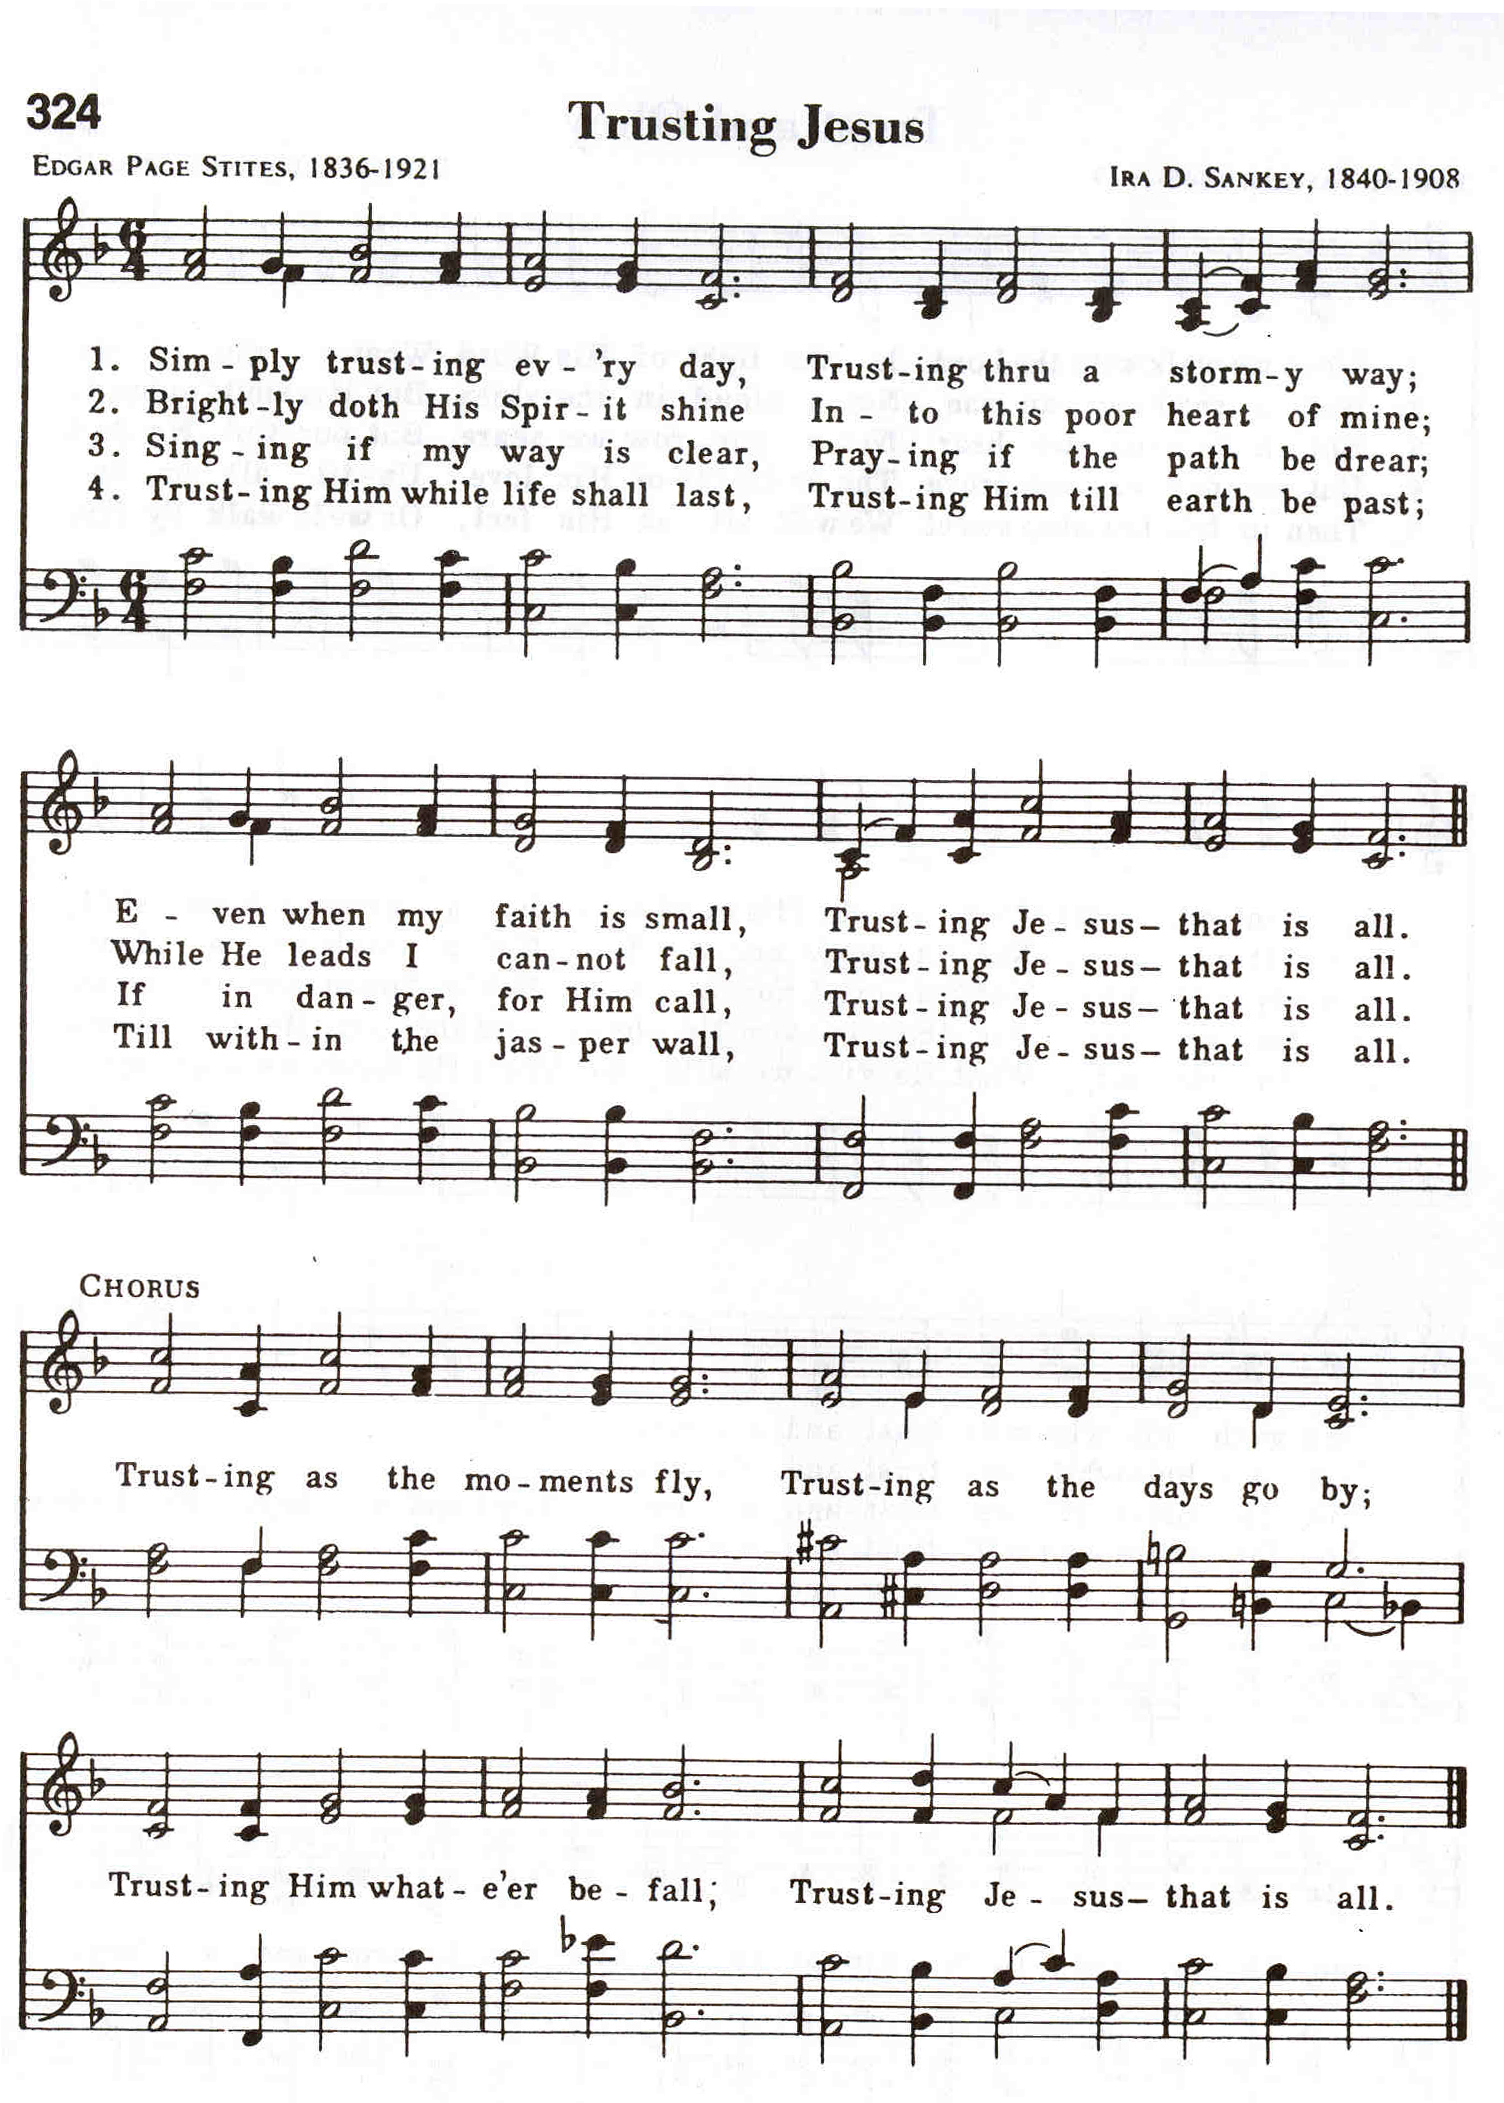 324
Trusting Jesus
EDGAR PAGE STITES, 1836-1921
IRA D. SANKEY, 1840-1908
1. Sim - ply trust - ing ev - 'ry day, Trust - ing thru a storm - y way;
2. Bright - ly doth His Spir - it shine In - to this poor heart of mine;
3. Sing - ing if my way is clear, Pray - ing if the path be drear;
4. Trust - ing Him while life shall last, Trust - ing Him till earth be past;
E - ven when my faith is small, Trust - ing Je - sus— that is all.
While He leads I can - not fall, Trust - ing Je - sus— that is all.
If in dan - ger, for Him call, Trust - ing Je - sus— that is all.
Till with - in the jas - per wall, Trust - ing Je - sus— that is all.
CHORUS
Trust - ing as the mo - ments fly, Trust - ing as the days go by;
Trust - ing Him what - e'er be - fall; Trust - ing Je - sus— that is all.